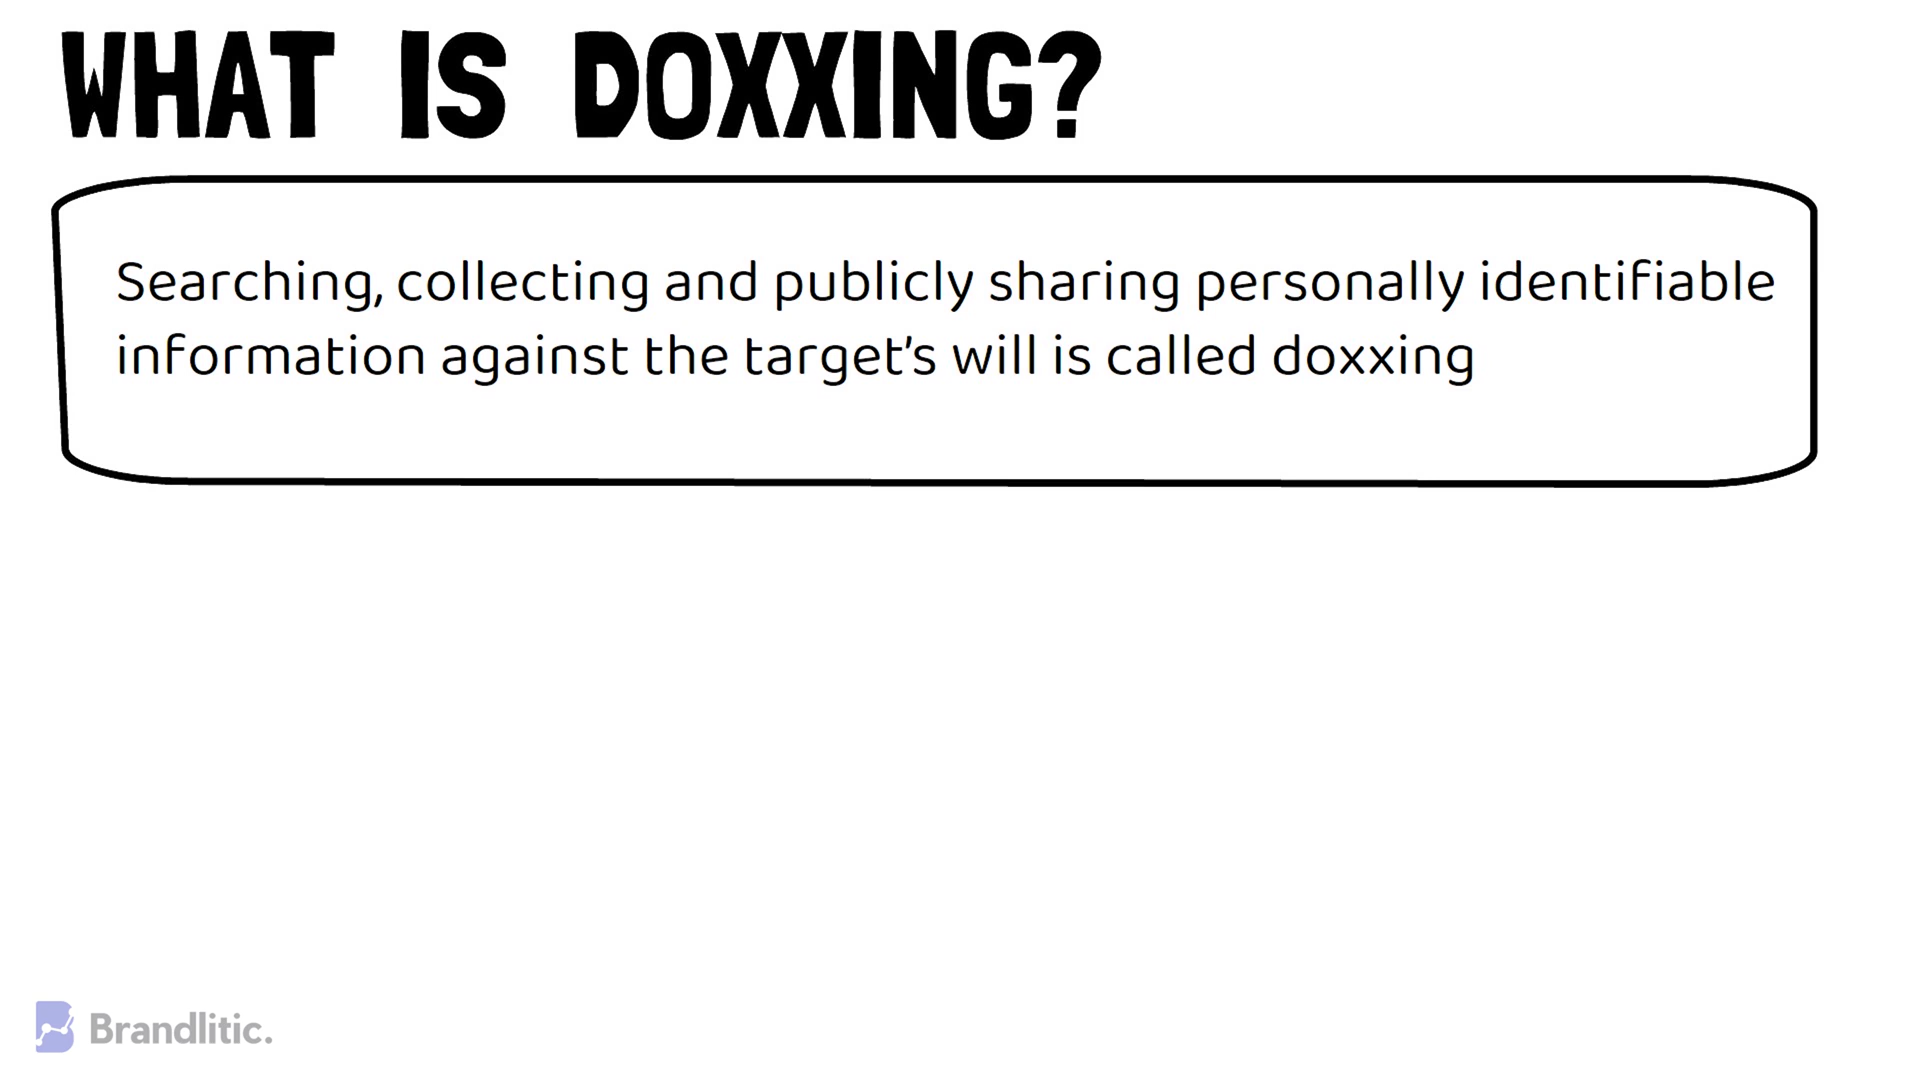 WHAT IS DOXXING?
Searching, collecting and publicly sharing personally identifiable
information against the target’s will is called doxxing
Brandlitic.